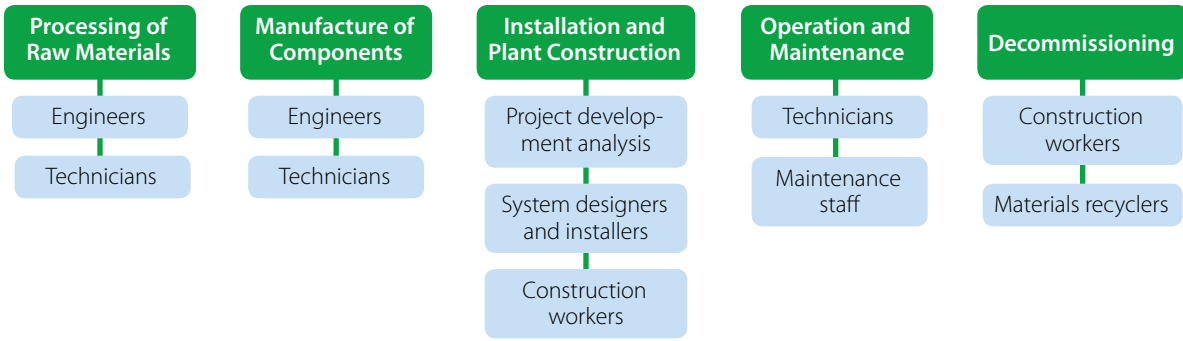 Processing of
Raw Materials
Engineers
Technicians
Manufacture of
Components
Engineers
Technicians
Installation and
Plant Construction
Project develop-
ment analysis
System designers
and installers
Construction
workers
Operation and
Maintenance
Technicians
Maintenance
staff
Decommissioning
Construction
workers
Materials recyclers